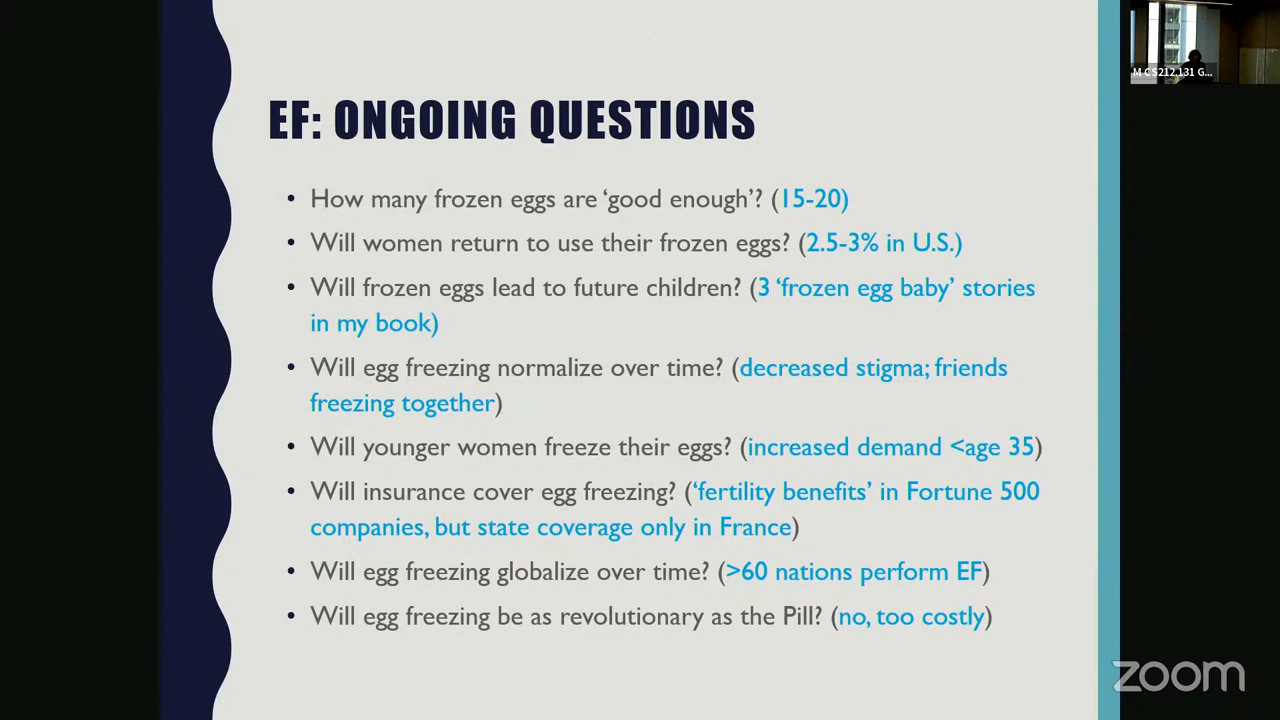 M CS212,131 G...
EF: ONGOING QUESTIONS
• How many frozen eggs are ‘good enough’? (15-20)
• Will women return to use their frozen eggs? (2.5-3% in U.S.)
• Will frozen eggs lead to future children? (3 ‘frozen egg baby’ stories
in my book)
• Will egg freezing normalize over time? (decreased stigma; friends
freezing together)
• Will younger women freeze their eggs? (increased demand <age 35)
• Will insurance cover egg freezing? (‘fertility benefits’ in Fortune 500
companies, but state coverage only in France)
• Will egg freezing globalize over time? (>60 nations perform EF)
• Will egg freezing be as revolutionary as the Pill? (no, too costly)
zoom